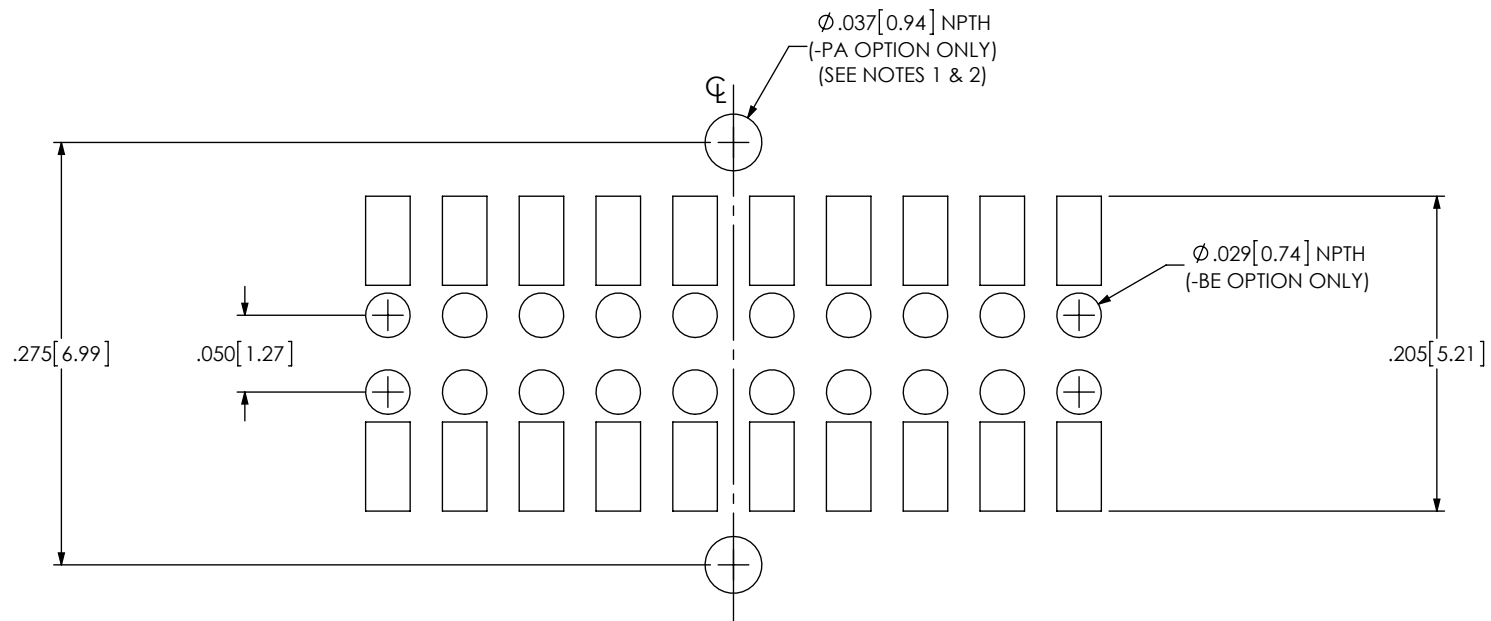 Ø.037[0.94] NPTH
(-PA OPTION ONLY)
(SEE NOTES 1 & 2)
℄
Ø.029[0.74] NPTH
(-BE OPTION ONLY)
.275[6.99]
.050[1.27]
.205[5.21]